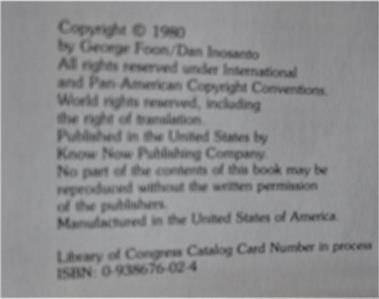 Copyright © 1980
by George Foon/Dan Inosanto
All rights reserved under International
and Pan-American Copyright Conventions.
World rights reserved, including
the right of translation.
Published in the United States by
Know Now Publishing Company.
No part of the contents of this book may be
reproduced without the written permission
of the publishers.
Manufactured in the United States of America.
Library of Congress Catalog Card Number in process
ISBN: 0-938676-02-4